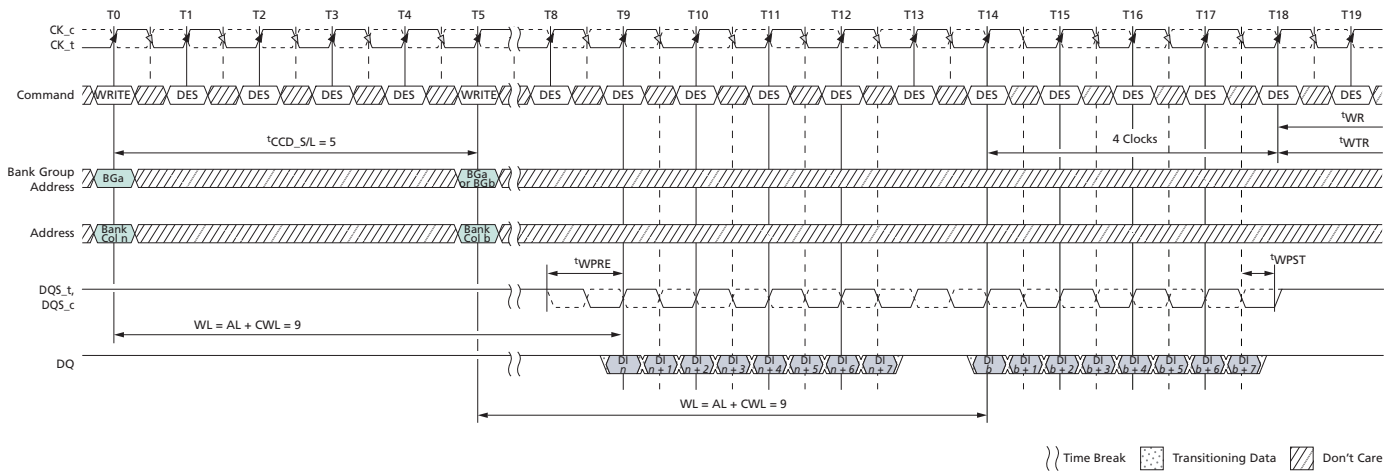 T0 T1 T2 T3 T4 T5 T8 T9 T10 T11 T12 T13 T14 T15 T16 T17 T18 T19
CK_c
CK_t
Command WRITE DES DES DES DES WRITE DES DES DES DES DES DES DES DES DES DES DES DES
tWR
tCCD_S/L = 5 4 Clocks tWTR
Bank Group
Address
BGa
BGa
or BGb
Address
Bank
Col n
Bank
Col b
tWPRE tWPST
DQS_t,
DQS_c
WL = AL + CWL = 9
DQ
DI
n
DI
n + 1
DI
n + 2
DI
n + 3
DI
n + 4
DI
n + 5
DI
n + 6
DI
n + 7
DI
b
DI
b + 1
DI
b + 2
DI
b + 3
DI
b + 4
DI
b + 5
DI
b + 6
DI
b + 7
WL = AL + CWL = 9
Time Break Transitioning Data Don't Care